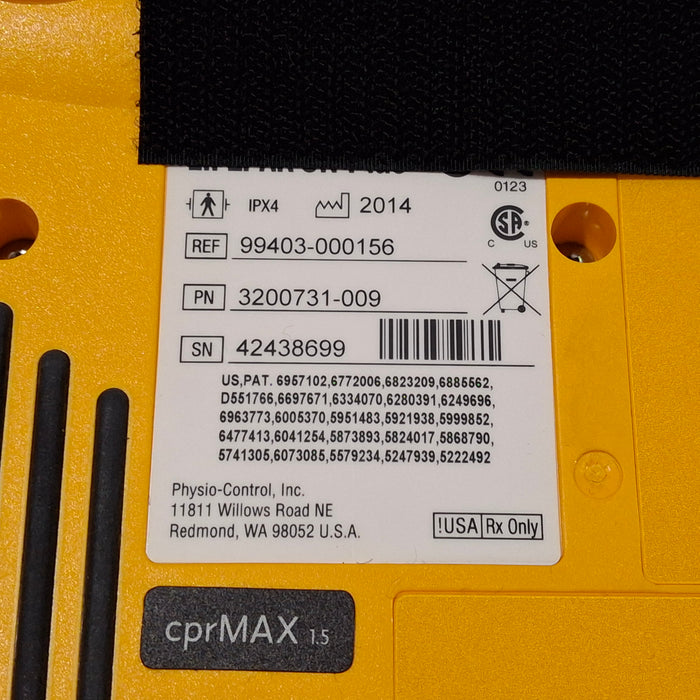 0123
IPX4 2014
SA® C US
REF 99403-000156
PN 3200731-009
SN 42438699
US,PAT. 6957102,6772006,6823209,6885562,
D551766,6697671,6334070,6280391,6249696,
6963773,6005370,5951483,5921938,5999852,
6477413,6041254,5873893,5824017,5868790,
5741305,6073085,5579234,5247939,5222492
Physio-Control, Inc.
11811 Willows Road NE
Redmond, WA 98052 U.S.A.
!USA Rx Only
cprMAX 1.5